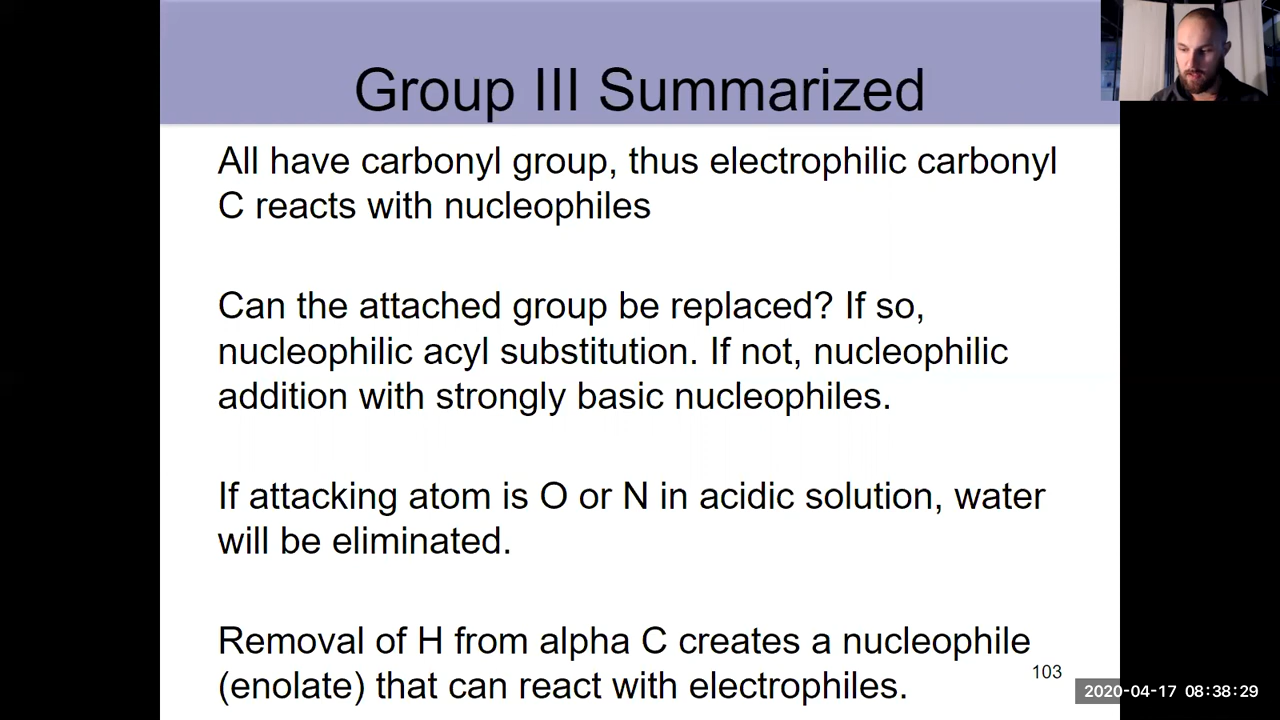 Group III Summarized
All have carbonyl group, thus electrophilic carbonyl
C reacts with nucleophiles
Can the attached group be replaced? If so,
nucleophilic acyl substitution. If not, nucleophilic
addition with strongly basic nucleophiles.
If attacking atom is O or N in acidic solution, water
will be eliminated.
Removal of H from alpha C creates a nucleophile
(enolate) that can react with electrophiles.
103
2020-04-17 08:38:29